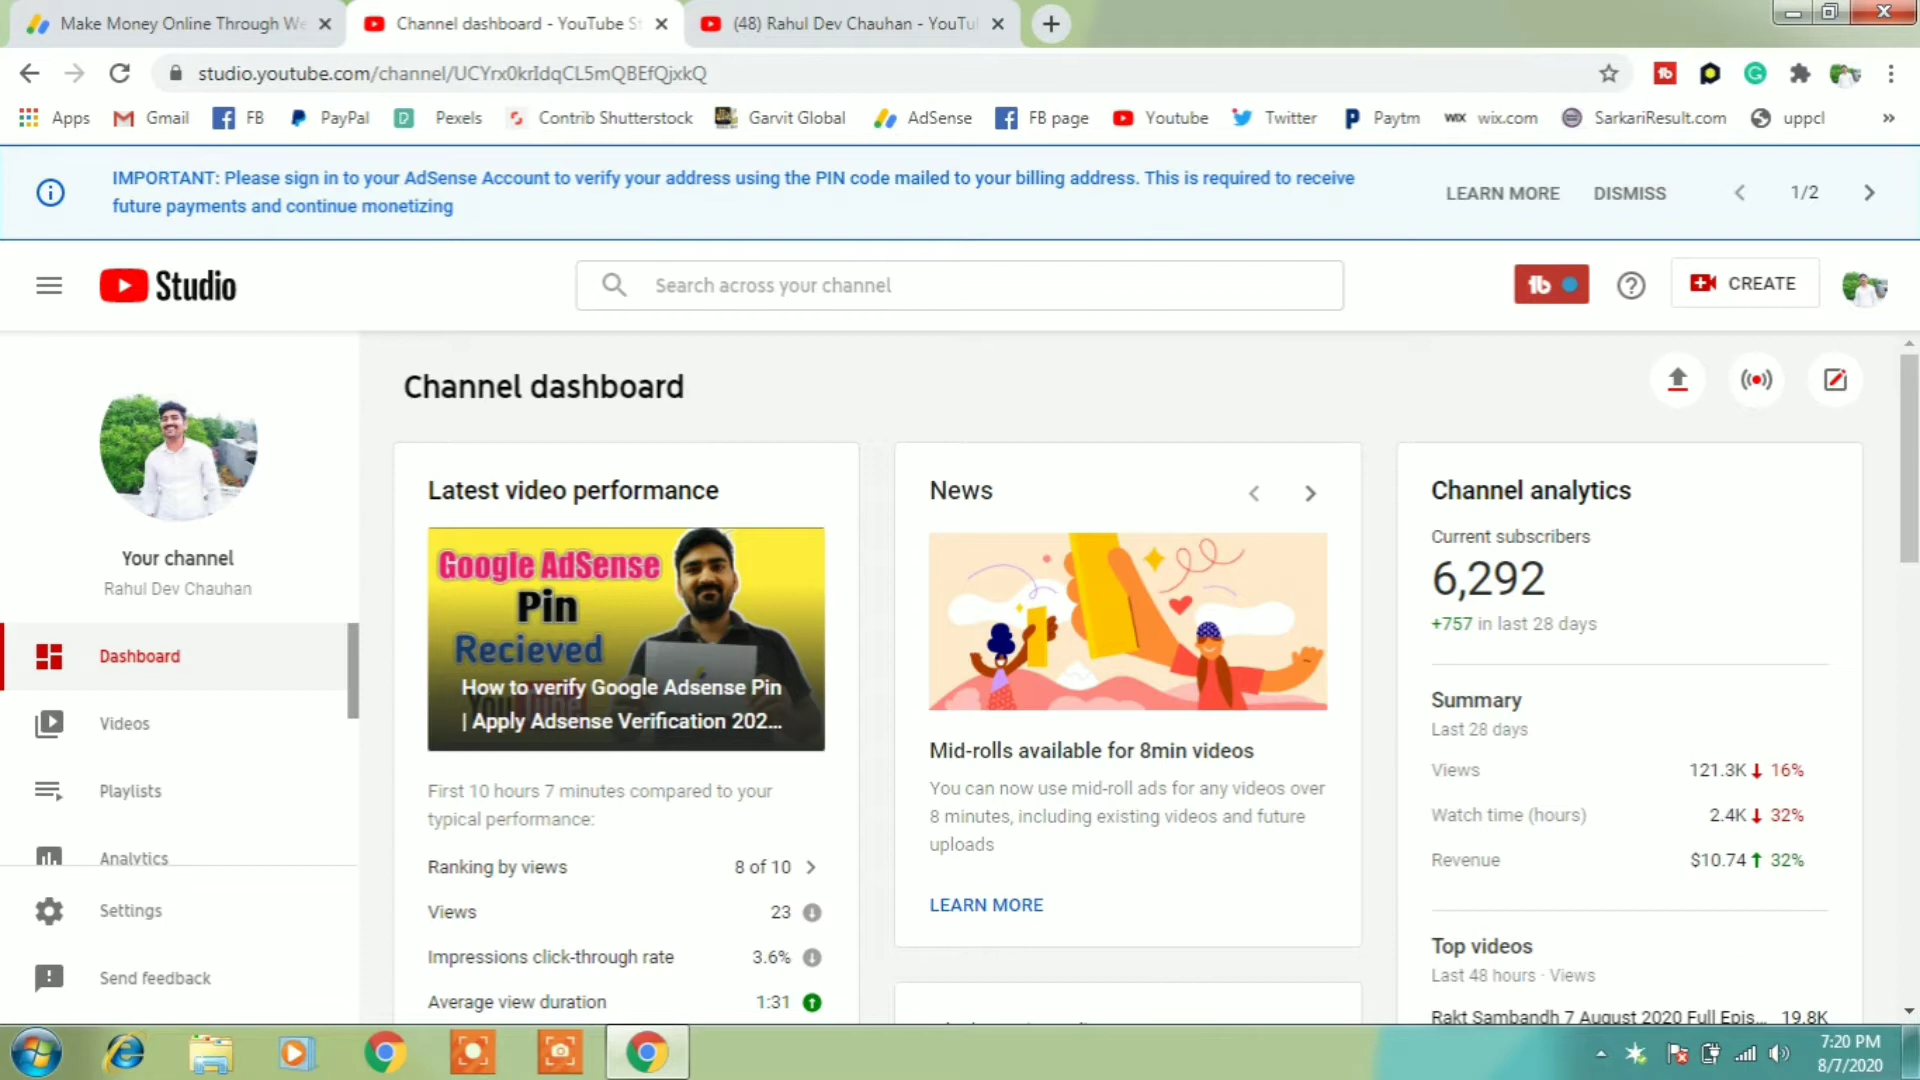 Make Money Online Through We
Channel dashboard - YouTube St
(48) Rahul Dev Chauhan - YouTu
studio.youtube.com/channel/UCYrx0krIdqCL5mQBEfQjxkQ
Apps Gmail FB PayPal Pexels Contrib Shutterstock Garvit Global AdSense FB page Youtube Twitter Paytm wix.com SarkariResult.com uppcl
IMPORTANT: Please sign in to your AdSense Account to verify your address using the PIN code mailed to your billing address. This is required to receive
future payments and continue monetizing
LEARN MORE DISMISS 1/2
Studio
Search across your channel
CREATE
Your channel
Rahul Dev Chauhan
Dashboard
Videos
Playlists
Analytics
Settings
Send feedback
Channel dashboard
Latest video performance
Google AdSense
Pin
Recieved
How to verify Google Adsense Pin
| Apply Adsense Verification 202...
First 10 hours 7 minutes compared to your
typical performance:
Ranking by views 8 of 10
Views 23
Impressions click-through rate 3.6%
Average view duration 1:31
News
Mid-rolls available for 8min videos
You can now use mid-roll ads for any videos over
8 minutes, including existing videos and future
uploads
LEARN MORE
Channel analytics
Current subscribers
6,292
+757 in last 28 days
Summary
Last 28 days
Views 121.3K 16%
Watch time (hours) 2.4K 32%
Revenue $10.74 32%
Top videos
Last 48 hours · Views
Rakt Sambandh 7 August 2020 Full Epis... 19.8K
7:20 PM
8/7/2020